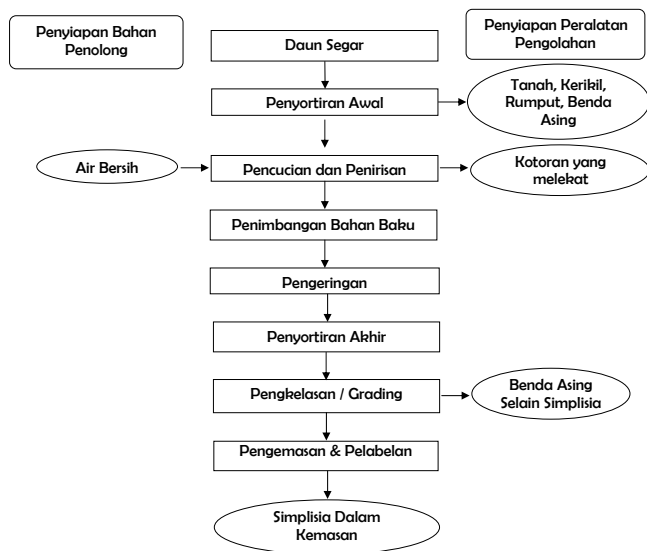 Penyiapan Bahan
Penolong
Daun Segar
Penyiapan Peralatan
Pengolahan
Penyortiran Awal
Tanah, Kerikil,
Rumput, Benda
Asing
Air Bersih
Pencucian dan Penirisan
Kotoran yang
melekat
Penimbangan Bahan Baku
Pengeringan
Penyortiran Akhir
Pengkelasan / Grading
Benda Asing
Selain Simplisia
Pengemasan & Pelabelan
Simplisia Dalam
Kemasan